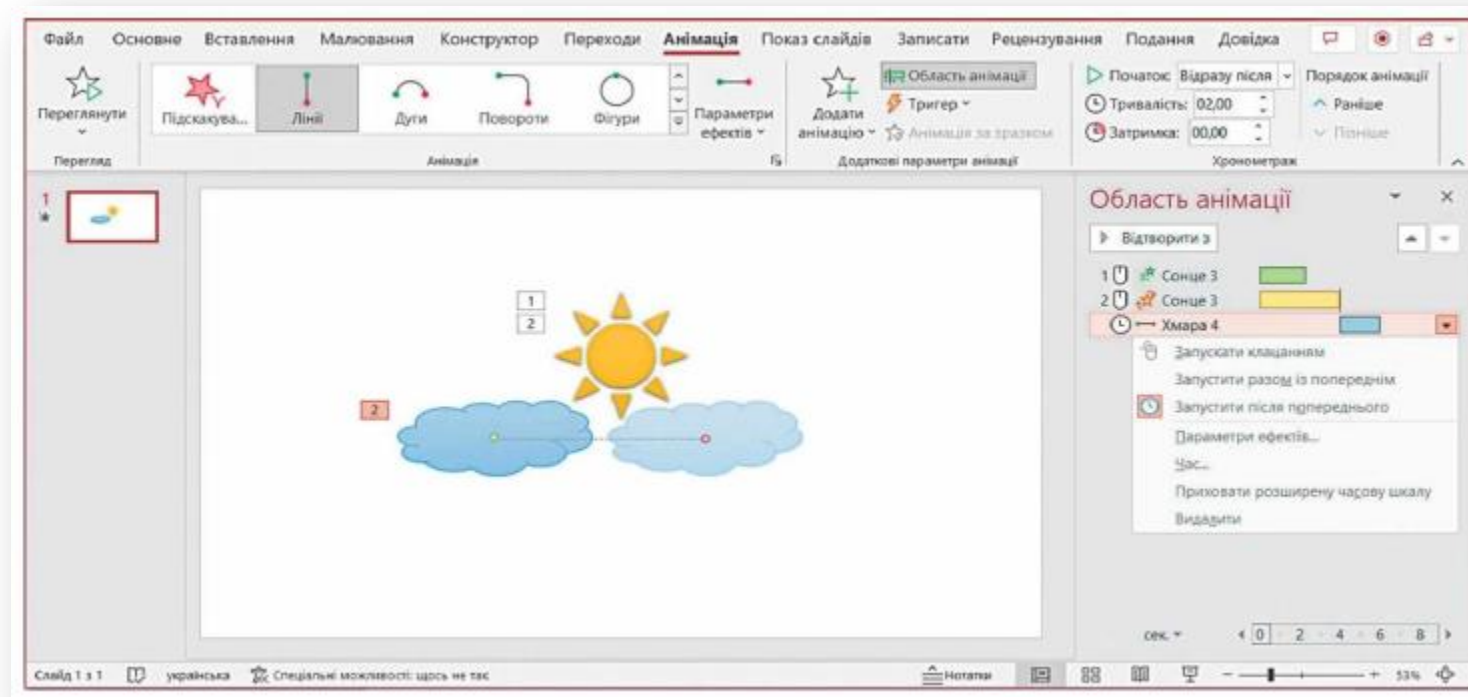 Файл Основне Вставлення Малювання Конструктор Переходи Анімація Показ слайдів Записати Рецензування Подання Довідка
Переглянути
Підскакува...
Лінії
Дуги
Повороти
Фігури
Параметри ефектів
Додати анімацію
Область анімації
Тригер
Анімація за зразком
Початок: Відразу після
Тривалість: 02,00
Затримка: 00,00
Порядок анімації
Раніше
Пізніше
Перегляд
Анімація
Додаткові параметри анімації
Хронометраж
1
1
2
2
Область анімації
Відтворити з
1 Сонце 3
2 Сонце 3
Хмара 4
Запускати клацанням
Запустити разом із попереднім
Запустити після попереднього
Параметри ефектів...
Час...
Приховати розширену часову шкалу
Видалити
сек. 0 2 4 6 8
Слайд 1 з 1 українська Спеціальні можливості: щось не так Нотатки 53%